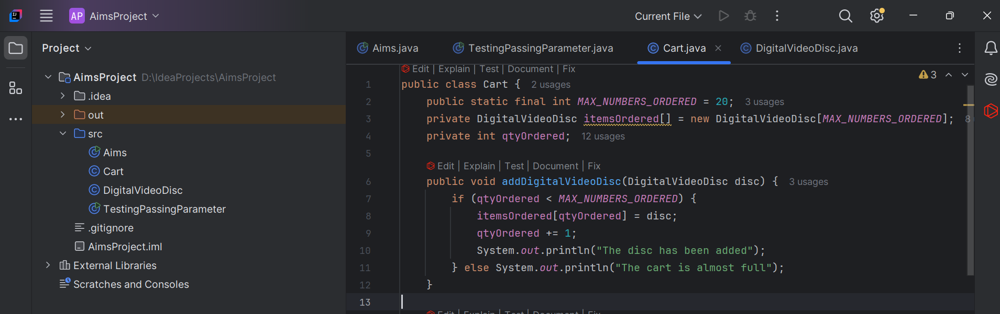 AP AimsProject
Current File
Project
AimsProject D:\IdeaProjects\AimsProject
.idea
out
src
Aims
Cart
DigitalVideoDisc
TestingPassingParameter
.gitignore
AimsProject.iml
External Libraries
Scratches and Consoles
Aims.java TestingPassingParameter.java Cart.java DigitalVideoDisc.java
Edit | Explain | Test | Document | Fix
3
1 public class Cart { 2 usages
2 public static final int MAX_NUMBERS_ORDERED = 20; 3 usages
3 private DigitalVideoDisc itemsOrdered[] = new DigitalVideoDisc[MAX_NUMBERS_ORDERED]; 8
4 private int qtyOrdered; 12 usages
5
Edit | Explain | Test | Document | Fix
6 public void addDigitalVideoDisc(DigitalVideoDisc disc) { 3 usages
7 if (qtyOrdered < MAX_NUMBERS_ORDERED) {
8 itemsOrdered[qtyOrdered] = disc;
9 qtyOrdered += 1;
10 System.out.println("The disc has been added");
11 } else System.out.println("The cart is almost full");
12 }
13
Edit | Explain | Test | Document | Fix